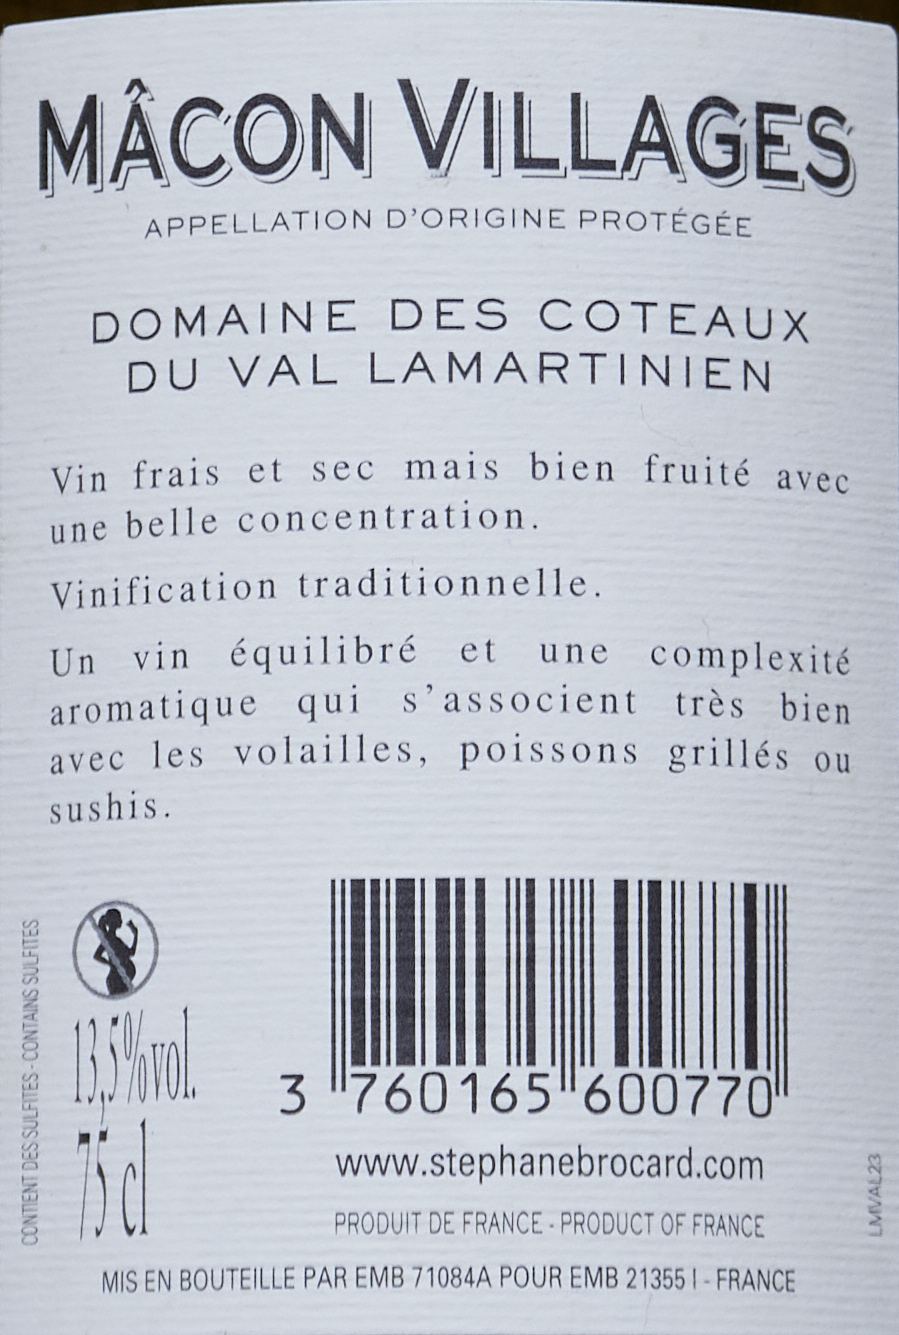 MÂCON VILLAGES
APPELLATION D'ORIGINE PROTÉGÉE
DOMAINE DES COTEAUX
DU VAL LAMARTINIEN
Vin frais et sec mais bien fruité avec
une belle concentration.
Vinification traditionnelle.
Un vin équilibré et une complexité
aromatique qui s'associent très bien
avec les volailles, poissons grillés ou
sushis.
CONTIENT DES SULFITES - CONTAINS SULFITES
13,5%vol.
75 cl
3 760165 600770
www.stephanebrocard.com
PRODUIT DE FRANCE - PRODUCT OF FRANCE
LMVAL23
MIS EN BOUTEILLE PAR EMB 71084A POUR EMB 21355 I - FRANCE